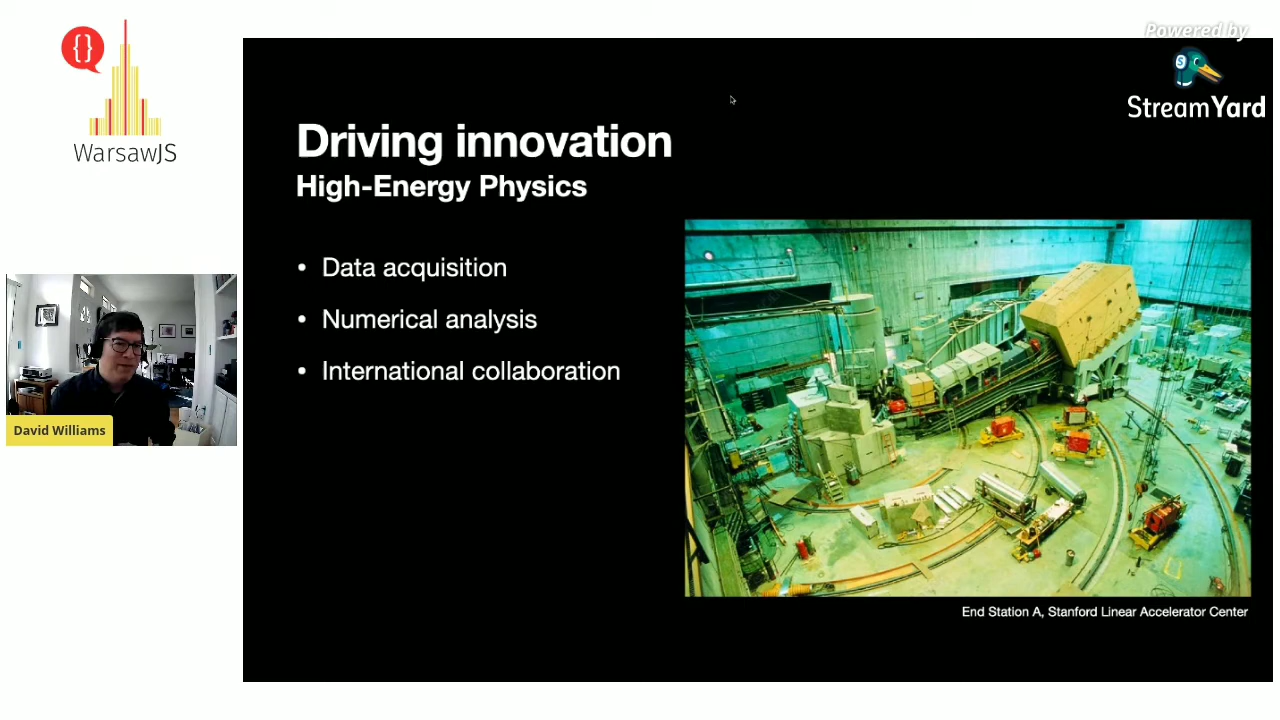 {}
WarsawJS
Powered by
S
StreamYard
Driving innovation
High-Energy Physics
• Data acquisition
• Numerical analysis
• International collaboration
David Williams
End Station A, Stanford Linear Accelerator Center